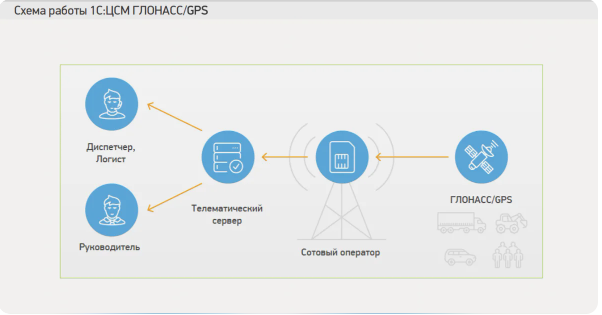 Схема работы 1С:ЦСМ ГЛОНАСС/GPS
Диспетчер,
Логист
Руководитель
Телематический
сервер
Сотовый оператор
ГЛОНАСС/GPS